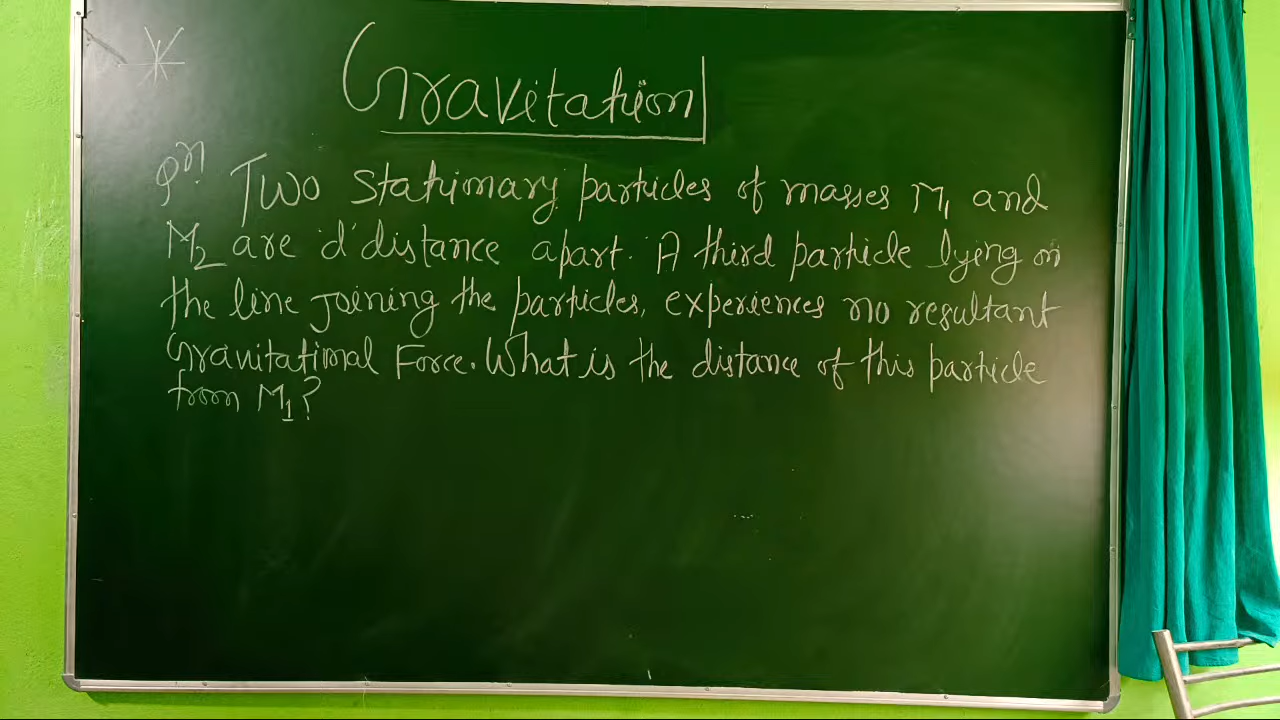 Gravitation
Qn. Two stationary particles of masses M1 and
M2 are 'd' distance apart. A third particle lying on
the line joining the particles, experiences no resultant
Gravitational Force. What is the distance of this particle
from M1?